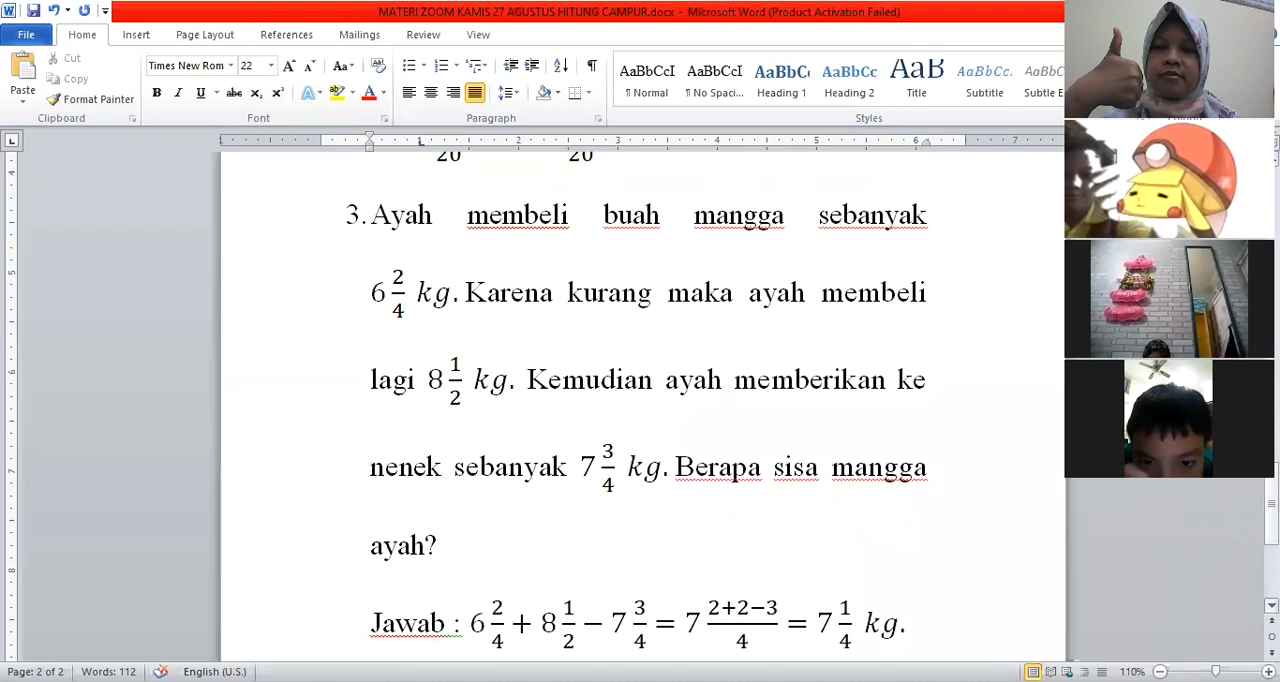 MATERI ZOOM KAMIS 27 AGUSTUS HITUNG CAMPUR.docx - Microsoft Word (Product Activation Failed)
File Home Insert Page Layout References Mailings Review View
Cut
Copy
Format Painter
Paste
Clipboard
Times New Rom 22
Font
Paragraph
AaBbCcI AaBbCcI AaBbCc AaBbCc AaB AaBbCc. AaBbCc
¶ Normal ¶ No Spaci... Heading 1 Heading 2 Title Subtitle Subtle E
Styles
20 20
3. Ayah membeli buah mangga sebanyak
6 2/4 kg. Karena kurang maka ayah membeli
lagi 8 1/2 kg. Kemudian ayah memberikan ke
nenek sebanyak 7 3/4 kg. Berapa sisa mangga
ayah?
Jawab : 6 2/4 + 8 1/2 − 7 3/4 = 7 (2+2−3)/4 = 7 1/4 kg.
Page: 2 of 2 Words: 112 English (U.S.) 110%